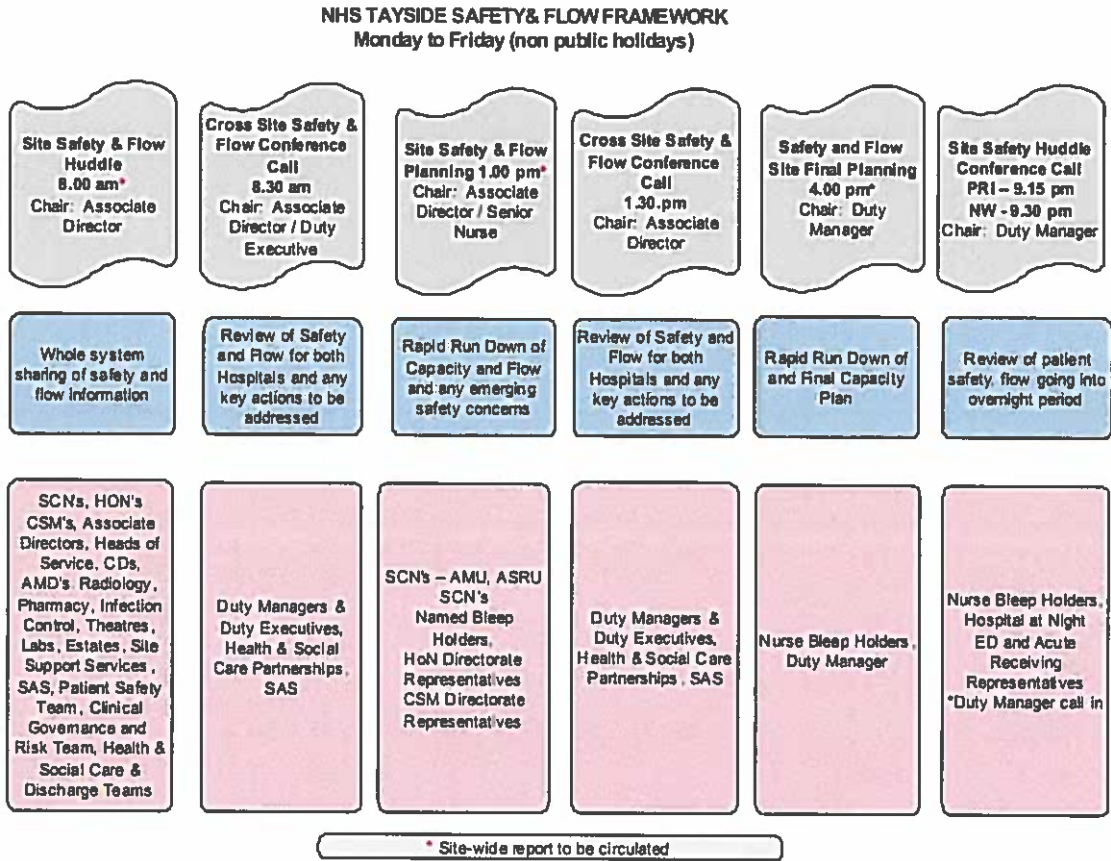 NHS TAYSIDE SAFETY& FLOW FRAMEWORK
Monday to Friday (non public holidays)
Site Safety & Flow
Huddle
8.00 am*
Chair: Associate
Director
Cross Site Safety &
Flow Conference
Call
8.30 am
Chair: Associate
Director / Duty
Executive
Site Safety & Flow
Planning 1.00 pm*
Chair: Associate
Director / Senior
Nurse
Cross Site Safety &
Flow Conference
Call
1.30.pm
Chair: Associate
Director
Safety and Flow
Site Final Planning
4.00 pm*
Chair: Duty
Manager
Site Safety Huddle
Conference Call
PRI – 9.15 pm
NW - 9.30 pm
Chair: Duty Manager
Whole system
sharing of safety and
flow information
Review of Safety
and Flow for both
Hospitals and any
key actions to be
addressed
Rapid Run Down of
Capacity and Flow
and any emerging
safety concerns
Review of Safety and
Flow for both
Hospitals and any
key actions to be
addressed
Rapid Run Down of
and Final Capacity
Plan
Review of patient
safety, flow going into
overnight period
SCN's, HON's
CSM's, Associate
Directors, Heads of
Service, CDs,
AMD's, Radiology,
Pharmacy, Infection
Control, Theatres,
Labs, Estates, Site
Support Services,
SAS, Patient Safety
Team, Clinical
Governance and
Risk Team, Health &
Social Care &
Discharge Teams
Duty Managers &
Duty Executives,
Health & Social
Care Partnerships,
SAS
SCN's – AMU, ASRU
SCN's
Named Bleep
Holders,
HoN Directorate
Representatives
CSM Directorate
Representatives
Duty Managers &
Duty Executives,
Health & Social Care
Partnerships, SAS
Nurse Bleep Holders,
Duty Manager
Nurse Bleep Holders,
Hospital at Night
ED and Acute
Receiving
Representatives
*Duty Manager call in
* Site-wide report to be circulated